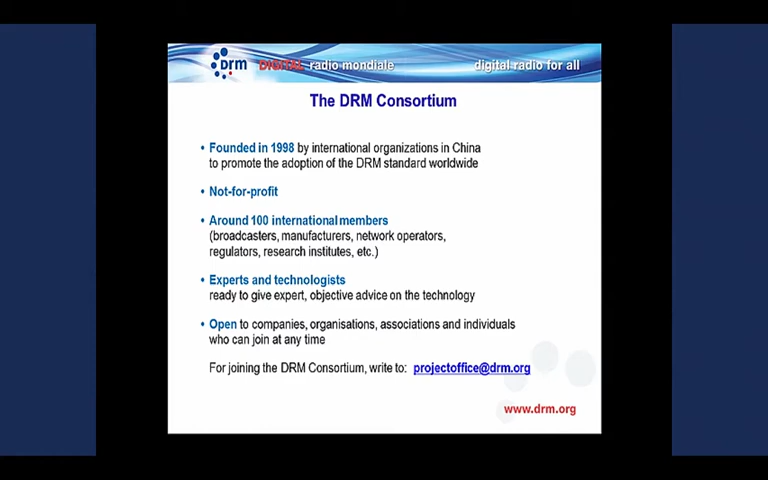 drm DIGITAL radio mondiale digital radio for all
The DRM Consortium
• Founded in 1998 by international organizations in China
to promote the adoption of the DRM standard worldwide
• Not-for-profit
• Around 100 international members
(broadcasters, manufacturers, network operators,
regulators, research institutes, etc.)
• Experts and technologists
ready to give expert, objective advice on the technology
• Open to companies, organisations, associations and individuals
who can join at any time
For joining the DRM Consortium, write to: projectoffice@drm.org
www.drm.org